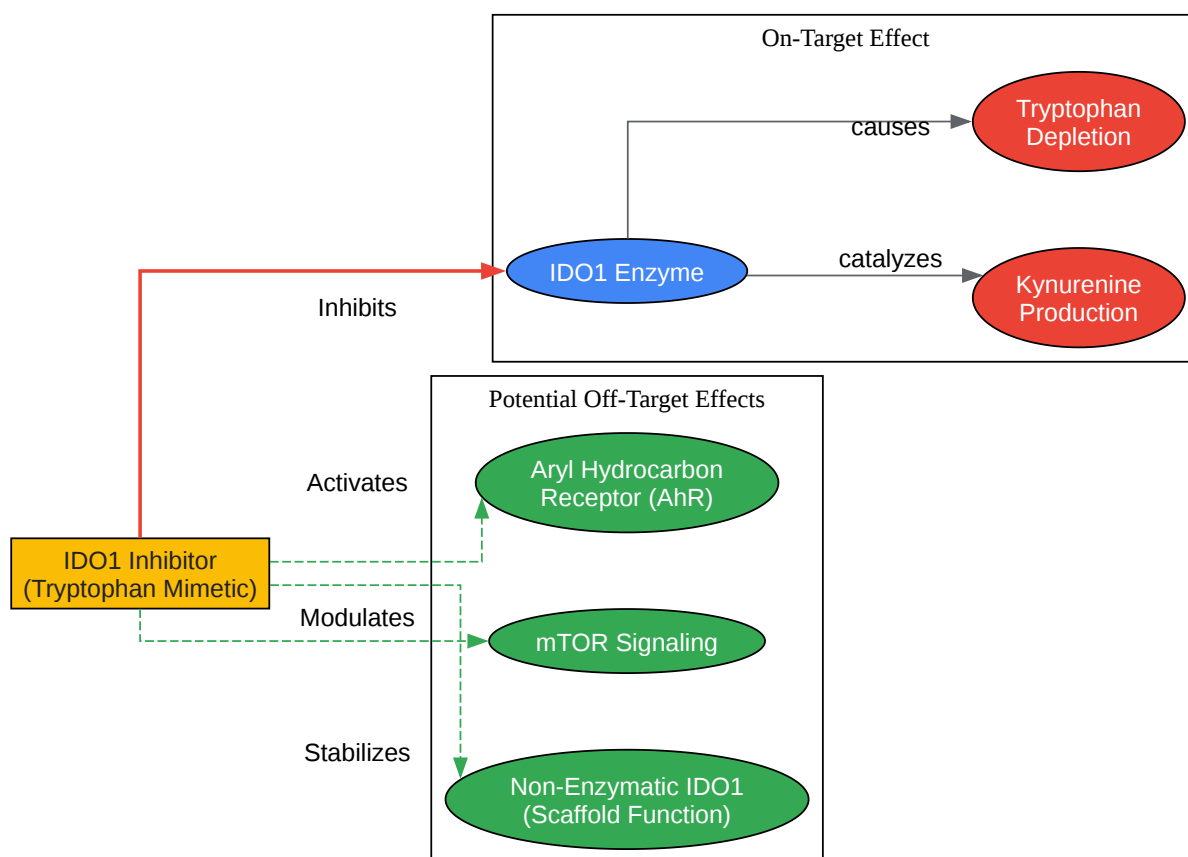 On-Target Effect
Tryptophan
Depletion
causes
IDO1 Enzyme
catalyzes
Kynurenine
Production
Inhibits
Potential Off-Target Effects
Aryl Hydrocarbon
Receptor (AhR)
Activates
IDO1 Inhibitor
(Tryptophan Mimetic)
Modulates
mTOR Signaling
Stabilizes
Non-Enzymatic IDO1
(Scaffold Function)